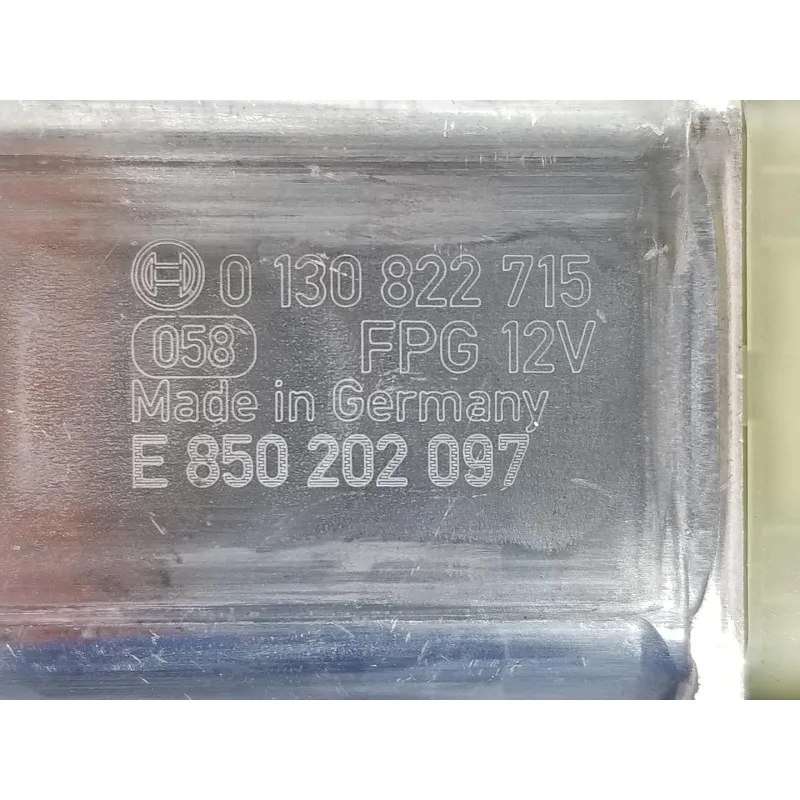 0 130 822 715
058 FPG 12V
Made in Germany
E 850 202 097